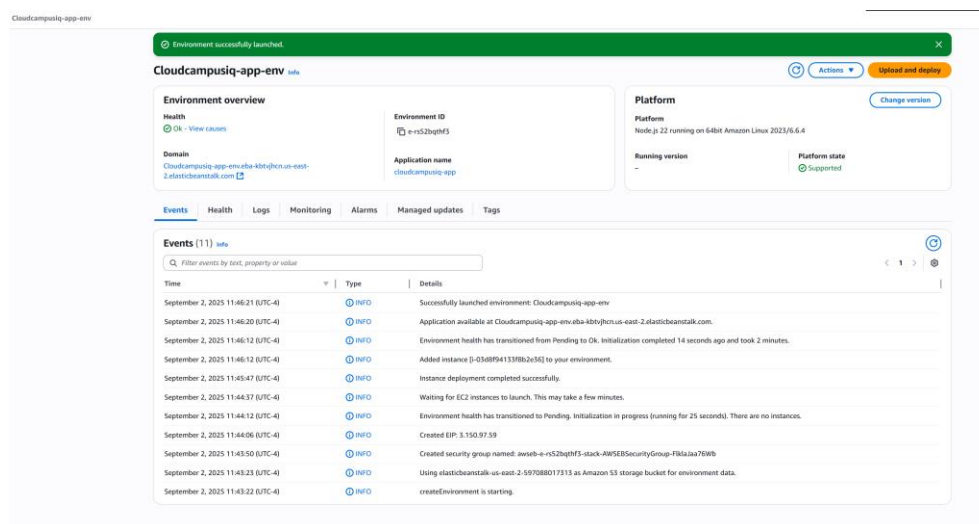 Cloudcampusiq-app-env
Environment successfully launched.
Cloudcampusiq-app-env Info
Actions
Upload and deploy
Environment overview
Health
Ok - View causes
Environment ID
e-rs52bqthf3
Domain
Cloudcampusiq-app-env.eba-kbtvjhcn.us-east-
2.elasticbeanstalk.com
Application name
cloudcampusiq-app
Platform
Change version
Platform
Node.js 22 running on 64bit Amazon Linux 2023/6.6.4
Running version
–
Platform state
Supported
Events Health Logs Monitoring Alarms Managed updates Tags
Events (11) Info
Filter events by text, property or value
1
Time Type Details
September 2, 2025 11:46:21 (UTC-4) INFO Successfully launched environment: Cloudcampusiq-app-env
September 2, 2025 11:46:20 (UTC-4) INFO Application available at Cloudcampusiq-app-env.eba-kbtvjhcn.us-east-2.elasticbeanstalk.com.
September 2, 2025 11:46:12 (UTC-4) INFO Environment health has transitioned from Pending to Ok. Initialization completed 14 seconds ago and took 2 minutes.
September 2, 2025 11:46:12 (UTC-4) INFO Added instance [i-03d8f94133f8b2e36] to your environment.
September 2, 2025 11:45:47 (UTC-4) INFO Instance deployment completed successfully.
September 2, 2025 11:44:37 (UTC-4) INFO Waiting for EC2 instances to launch. This may take a few minutes.
September 2, 2025 11:44:12 (UTC-4) INFO Environment health has transitioned to Pending. Initialization in progress (running for 25 seconds). There are no instances.
September 2, 2025 11:44:06 (UTC-4) INFO Created EIP: 3.150.97.59
September 2, 2025 11:43:50 (UTC-4) INFO Created security group named: awseb-e-rs52bqthf3-stack-AWSEBSecurityGroup-FlklaJaa76Wb
September 2, 2025 11:43:23 (UTC-4) INFO Using elasticbeanstalk-us-east-2-597088017313 as Amazon S3 storage bucket for environment data.
September 2, 2025 11:43:22 (UTC-4) INFO createEnvironment is starting.